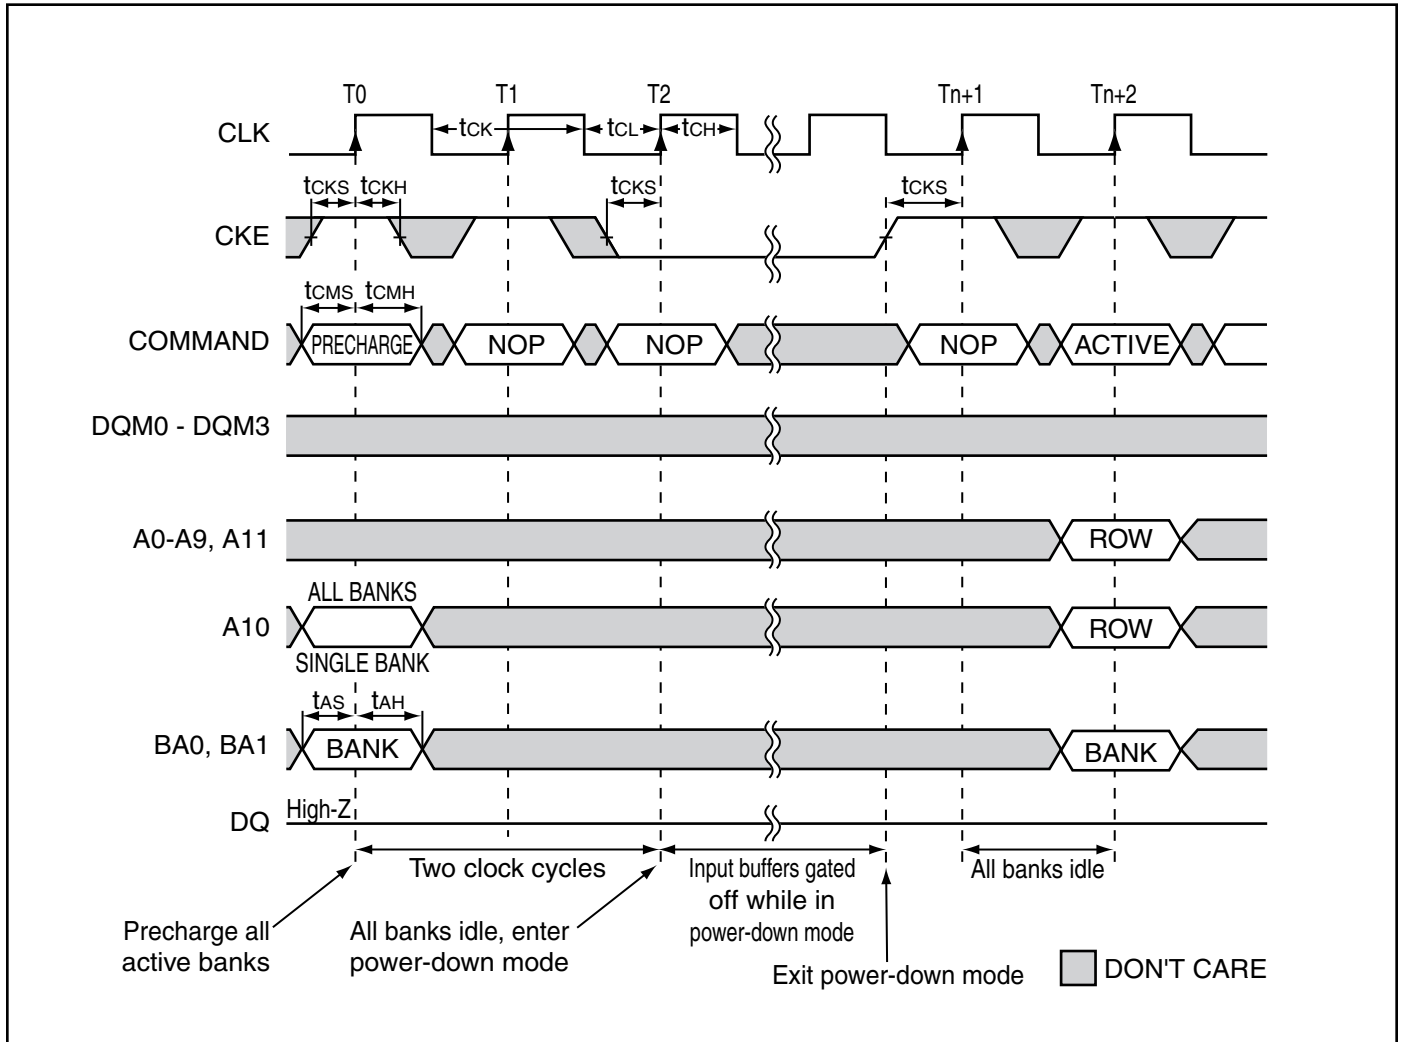 T0 T1 T2 Tn+1 Tn+2
CLK tCK tCL tCH
tCKS tCKH tCKS tCKS
CKE
tCMS tCMH
COMMAND PRECHARGE NOP NOP NOP ACTIVE
DQM0 - DQM3
A0-A9, A11 ROW
ALL BANKS
A10 ROW
SINGLE BANK
tAS tAH
BA0, BA1 BANK BANK
DQ High-Z
Two clock cycles
Input buffers gated
off while in
power-down mode
All banks idle
Precharge all
active banks
All banks idle, enter
power-down mode
Exit power-down mode
DON'T CARE